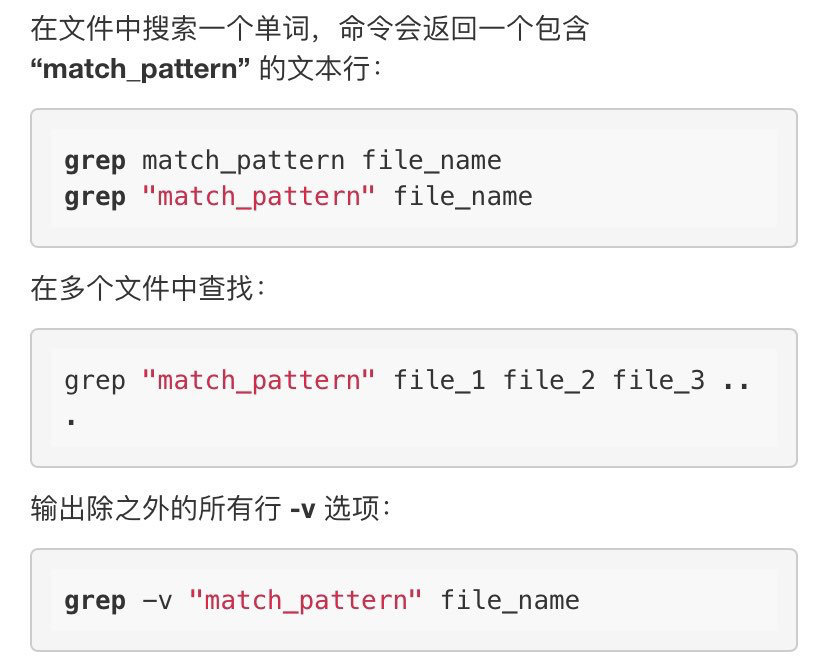 在文件中搜索一个单词，命令会返回一个包含
“match_pattern” 的文本行：
grep match_pattern file_name
grep "match_pattern" file_name
在多个文件中查找：
grep "match_pattern" file_1 file_2 file_3 ..
.
输出除之外的所有行 -v 选项：
grep -v "match_pattern" file_name